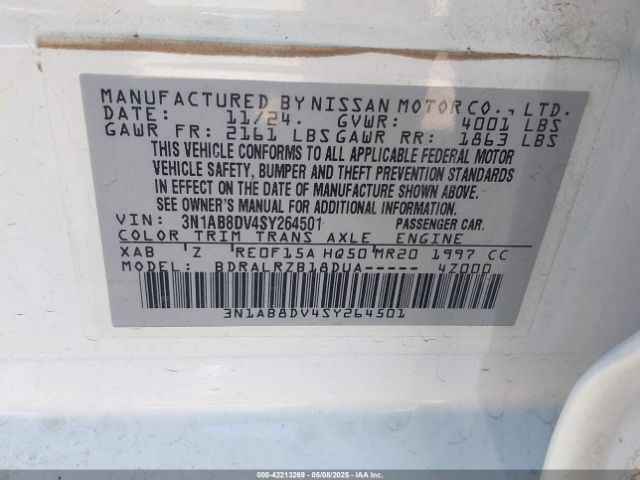 MANUFACTURED BY NISSAN MOTOR CO., LTD.
DATE: 11/24. GVWR: 4001 LBS
GAWR FR: 2161 LBS GAWR RR: 1863 LBS
THIS VEHICLE CONFORMS TO ALL APPLICABLE FEDERAL MOTOR
VEHICLE SAFETY, BUMPER AND THEFT PREVENTION STANDARDS
IN EFFECT ON THE DATE OF MANUFACTURE SHOWN ABOVE.
SEE OWNER'S MANUAL FOR ADDITIONAL INFORMATION.
VIN: 3N1AB8DV4SY264501 PASSENGER CAR.
COLOR TRIM TRANS AXLE ENGINE
XAB Z RE0F15A HQ50 MR20 1997 CC
MODEL: BDRALRZB18DUA----- 4Z000
3N1AB8DV4SY264501
000-42213269 - 05/08/2025 - IAAI.COM